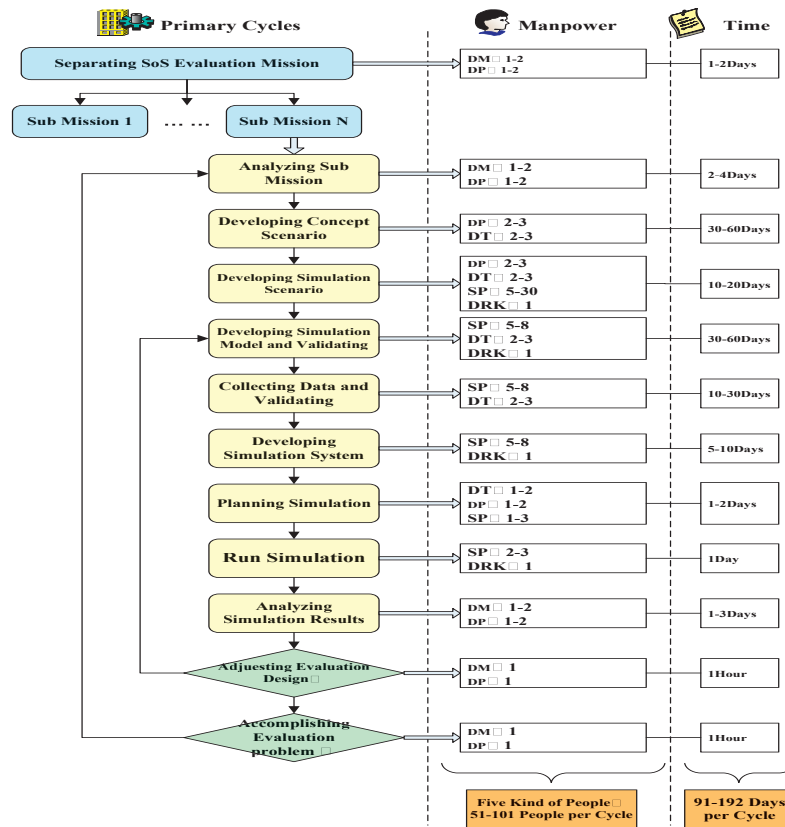 Primary Cycles
Manpower
Time
Separating SoS Evaluation Mission
DM□ 1-2
DP□ 1-2
1-2Days
Sub Mission 1
... ...
Sub Mission N
Analyzing Sub
Mission
DM□ 1-2
DP□ 1-2
2-4Days
Developing Concept
Scenario
DP□ 2-3
DT□ 2-3
30-60Days
Developing Simulation
Scenario
DP□ 2-3
DT□ 2-3
SP□ 5-30
DRK□ 1
10-20Days
Developing Simulation
Model and Validating
SP□ 5-8
DT□ 2-3
DRK□ 1
30-60Days
Collecting Data and
Validating
SP□ 5-8
DT□ 2-3
10-30Days
Developing
Simulation System
SP□ 5-8
DRK□ 1
5-10Days
Planning Simulation
DT□ 1-2
DP□ 1-2
SP□ 1-3
1-2Days
Run Simulation
SP□ 2-3
DRK□ 1
1Day
Analyzing
Simulation Results
DM□ 1-2
DP□ 1-2
1-3Days
Adjuesting Evaluation
Design□
DM□ 1
DP□ 1
1Hour
Accomplishing
Evaluation
problem □
DM□ 1
DP□ 1
1Hour
Five Kind of People□
51-101 People per Cycle
91-192 Days
per Cycle